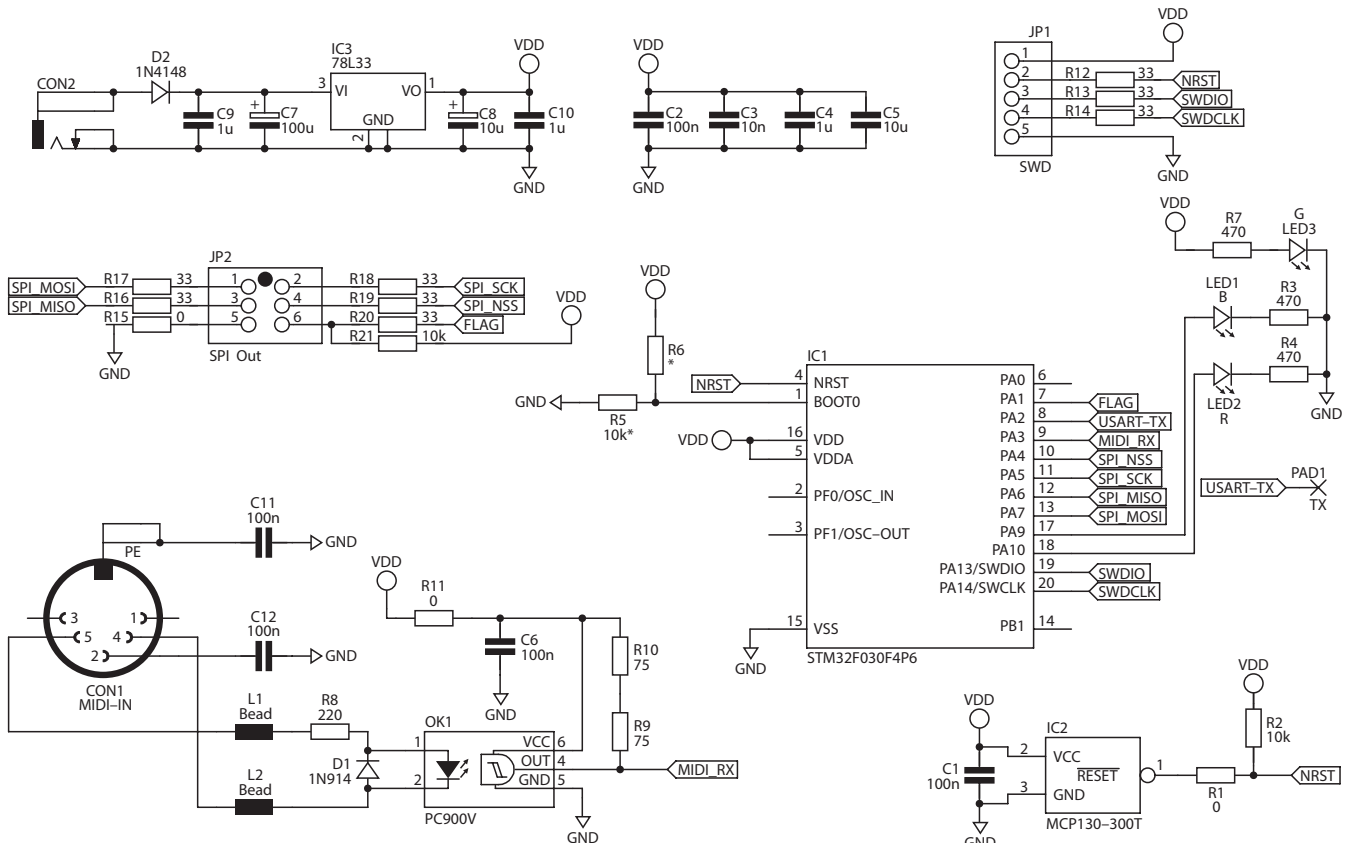 CON2
D2
1N4148
C9
1u
+
C7
100u
IC3
78L33
3
VI
VO
1
GND
2
+
C8
10u
VDD
C10
1u
GND
VDD
C2
100n
C3
10n
C4
1u
C5
10u
GND
JP1
VDD
1
2
R12
33
NRST
3
R13
33
SWDIO
4
R14
33
SWDCLK
5
SWD
GND
JP2
SPI_MOSI
R17
33
1
2
R18
33
SPI_SCK
SPI_MISO
R16
33
3
4
R19
33
SPI_NSS
R15
0
5
6
R20
33
FLAG
R21
10k
VDD
GND
SPI Out
VDD
R6
*
GND
R5
10k*
NRST
VDD
IC1
4
NRST
1
BOOT0
16
VDD
5
VDDA
2
PF0/OSC_IN
3
PF1/OSC–OUT
15
VSS
GND
STM32F030F4P6
PA0
6
PA1
7
FLAG
PA2
8
USART–TX
PA3
9
MIDI_RX
PA4
10
SPI_NSS
PA5
11
SPI_SCK
PA6
12
SPI_MISO
PA7
13
SPI_MOSI
PA9
17
PA10
18
PA13/SWDIO
19
SWDIO
PA14/SWCLK
20
SWDCLK
PB1
14
VDD
R7
470
G
LED3
LED1
B
R3
470
R4
470
LED2
R
GND
USART–TX
PAD1
TX
PE
C11
100n
GND
3
1
5
4
2
C12
100n
GND
CON1
MIDI–IN
L1
Bead
R8
220
L2
Bead
D1
1N914
VDD
R11
0
C6
100n
GND
R10
75
R9
75
OK1
1
2
VCC
6
OUT
4
GND
5
PC900V
MIDI_RX
GND
VDD
C1
100n
GND
IC2
2
VCC
RESET
3
GND
1
MCP130–300T
R1
0
VDD
R2
10k
NRST